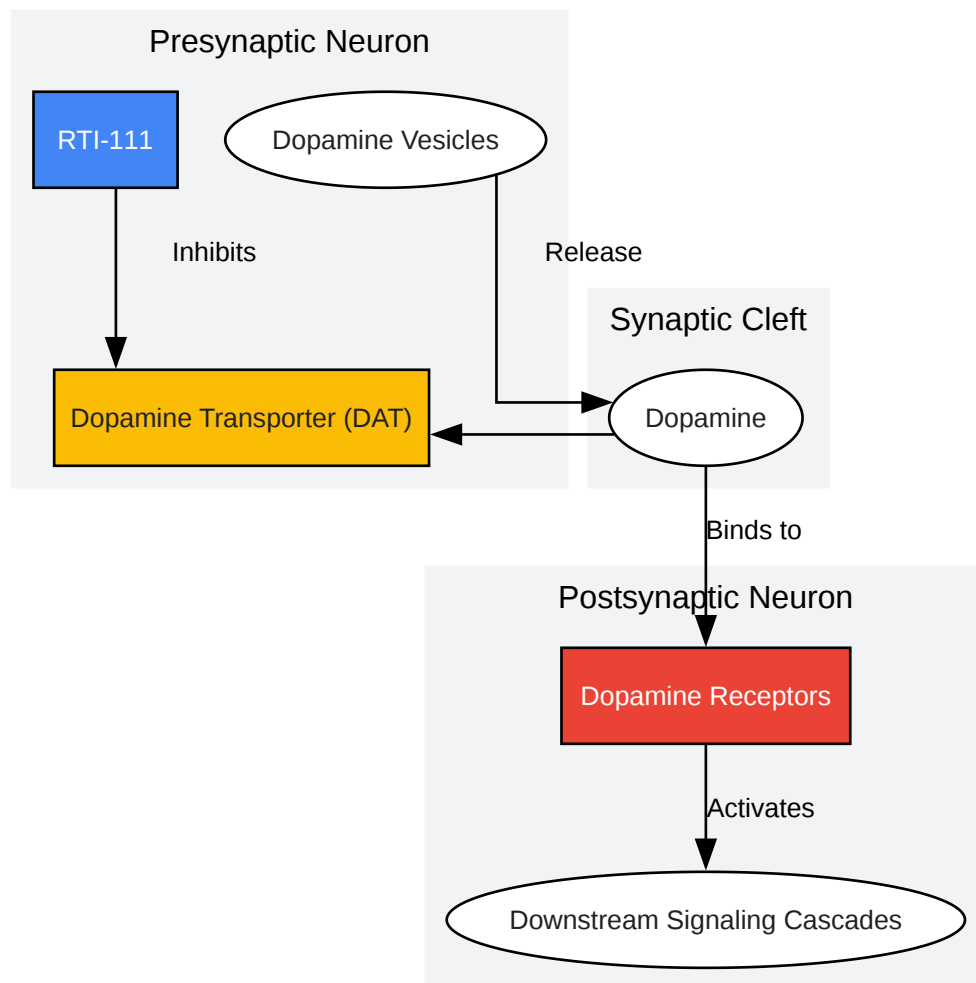 Presynaptic Neuron
RTI-111
Dopamine Vesicles
Inhibits
Release
Synaptic Cleft
Dopamine Transporter (DAT)
Dopamine
Binds to
Postsynaptic Neuron
Dopamine Receptors
Activates
Downstream Signaling Cascades